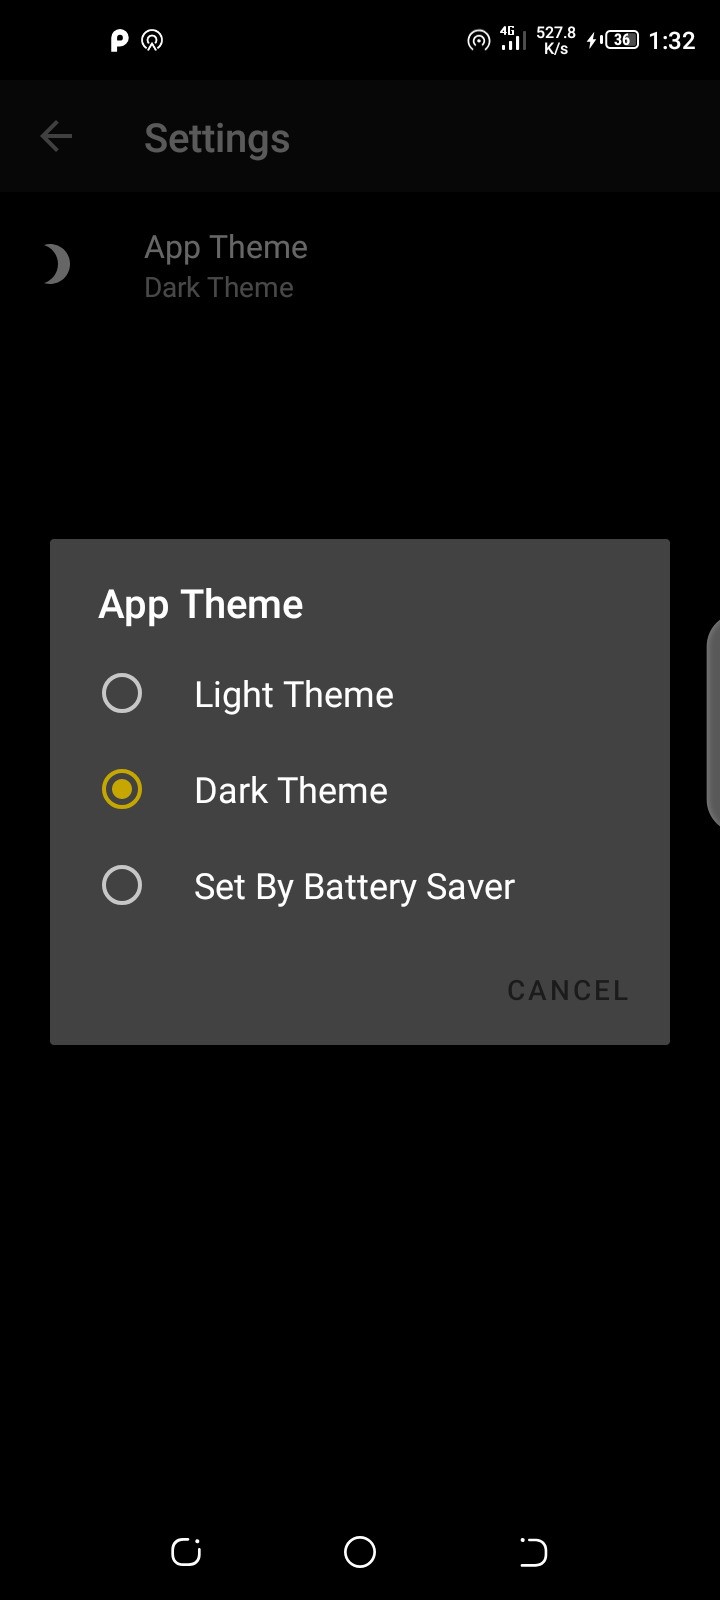 4G 527.8 K/s 36 1:32
Settings
App Theme
Dark Theme
App Theme
Light Theme
Dark Theme
Set By Battery Saver
CANCEL